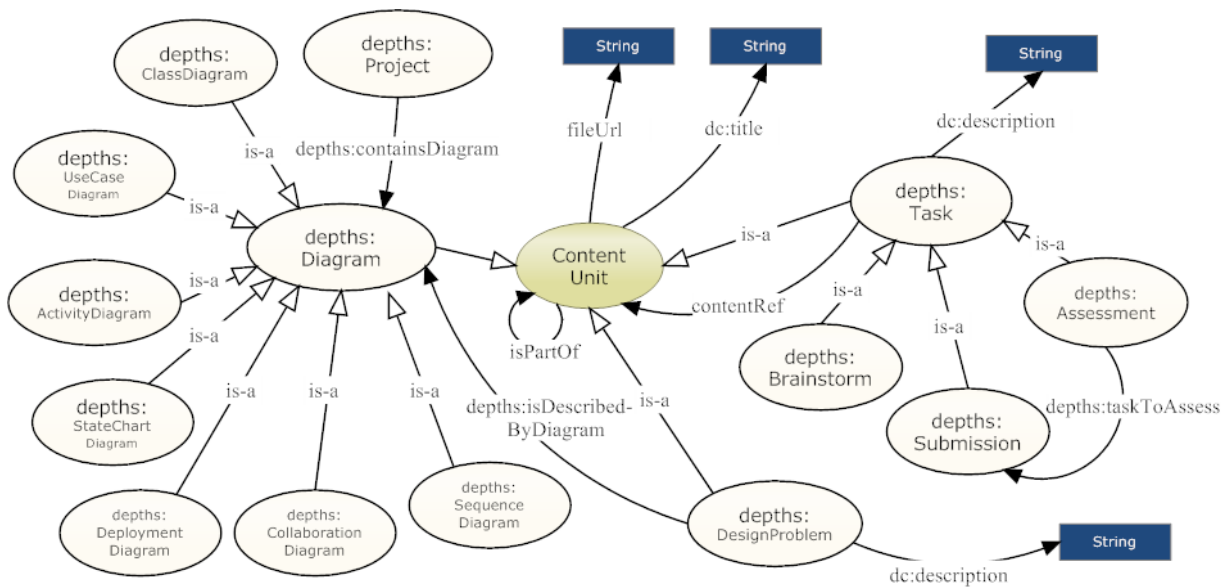 depths:
ClassDiagram
depths:
Project
String
String
String
is-a
depths:containsDiagram
fileUrl
dc:title
dc:description
depths:
UseCase
Diagram
is-a
depths:
Diagram
Content
Unit
is-a
depths:
Task
is-a
depths:
ActivityDiagram
is-a
contentRef
is-a
depths:
Assessment
is-a
isPartOf
depths:
Brainstorm
is-a
depths:
StateChart
Diagram
is-a
is-a
is-a
depths:isDescribed-
ByDiagram
is-a
depths:taskToAssess
depths:
Submission
depths:
Deployment
Diagram
depths:
Collaboration
Diagram
depths:
Sequence
Diagram
depths:
DesignProblem
String
dc:description